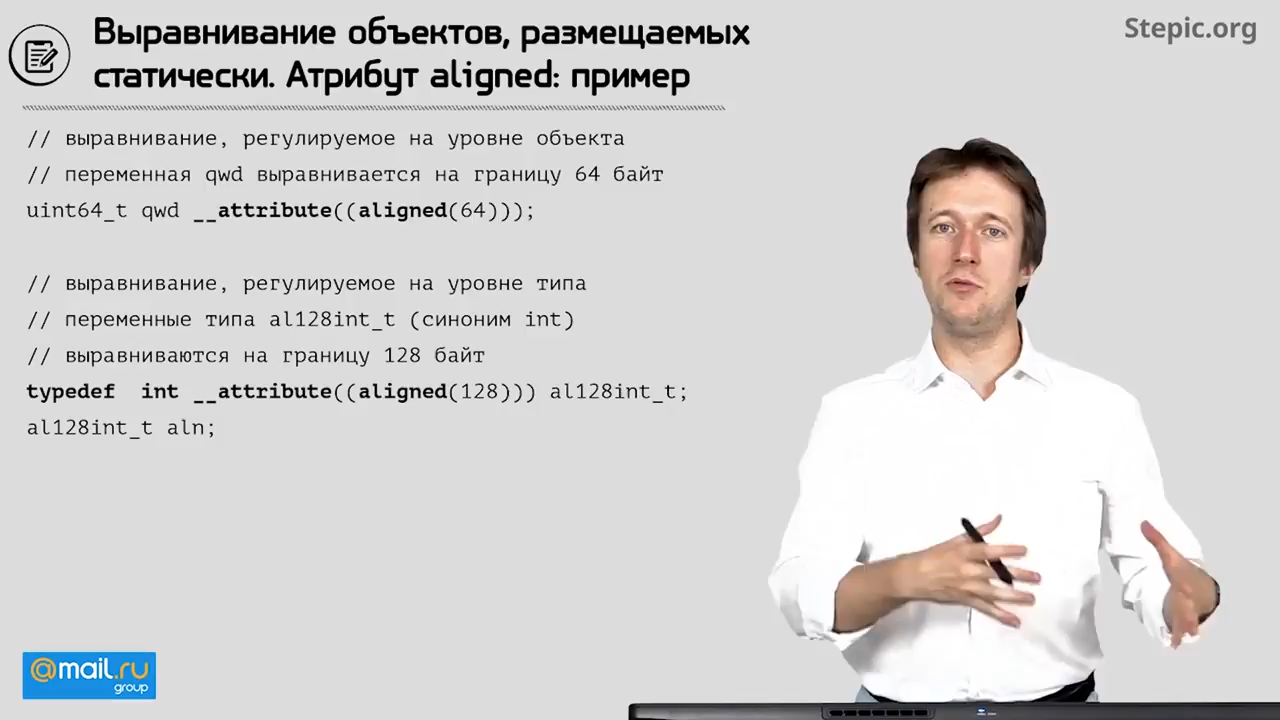 Выравнивание объектов, размещаемых
статически. Атрибут aligned: пример
Stepic.org
// выравнивание, регулируемое на уровне объекта
// переменная qwd выравнивается на границу 64 байт
uint64_t qwd __attribute((aligned(64)));
// выравнивание, регулируемое на уровне типа
// переменные типа al128int_t (синоним int)
// выравниваются на границу 128 байт
typedef  int __attribute((aligned(128))) al128int_t;
al128int_t aln;
@mail.ru
group